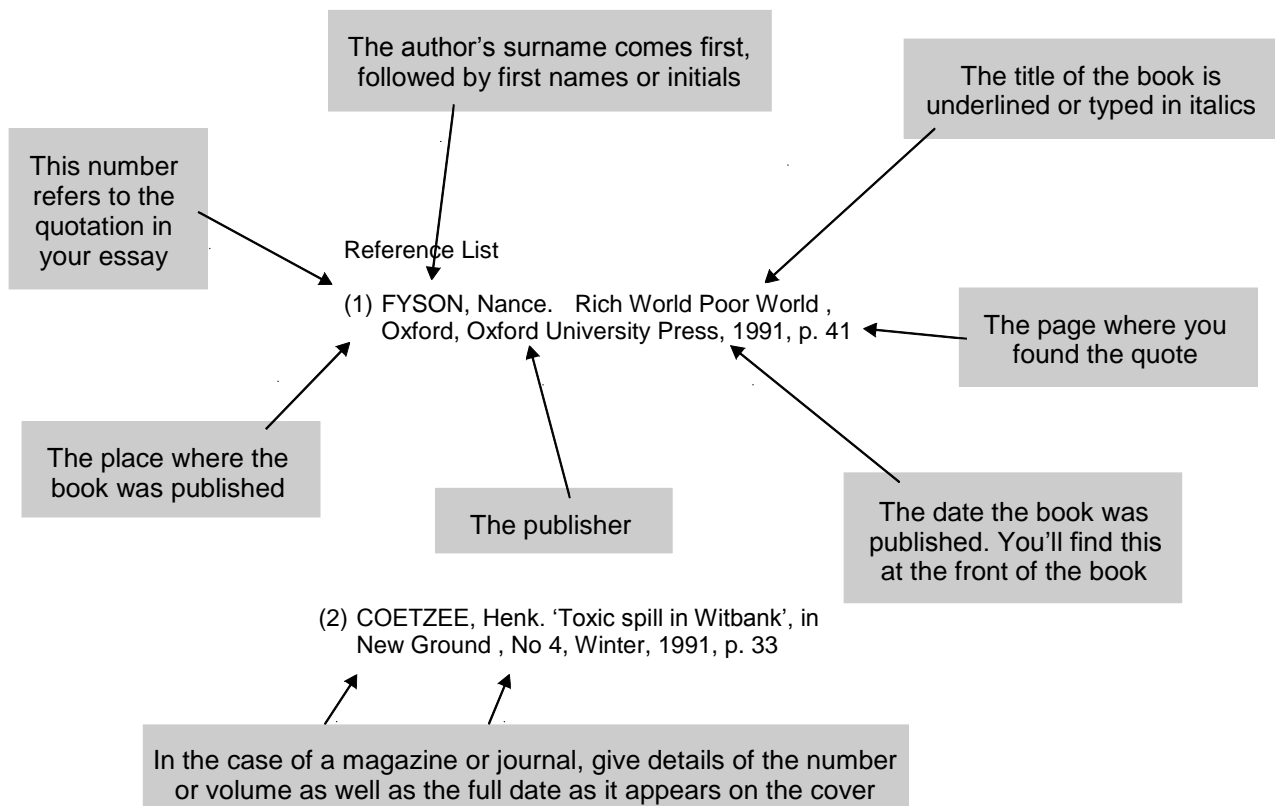 The author’s surname comes first,
followed by first names or initials
The title of the book is
underlined or typed in italics
This number
refers to the
quotation in
your essay
Reference List
(1) FYSON, Nance. Rich World Poor World ,
Oxford, Oxford University Press, 1991, p. 41
The page where you
found the quote
The place where the
book was published
The publisher
The date the book was
published. You’ll find this
at the front of the book
(2) COETZEE, Henk. ‘Toxic spill in Witbank’, in
New Ground , No 4, Winter, 1991, p. 33
In the case of a magazine or journal, give details of the number
or volume as well as the full date as it appears on the cover